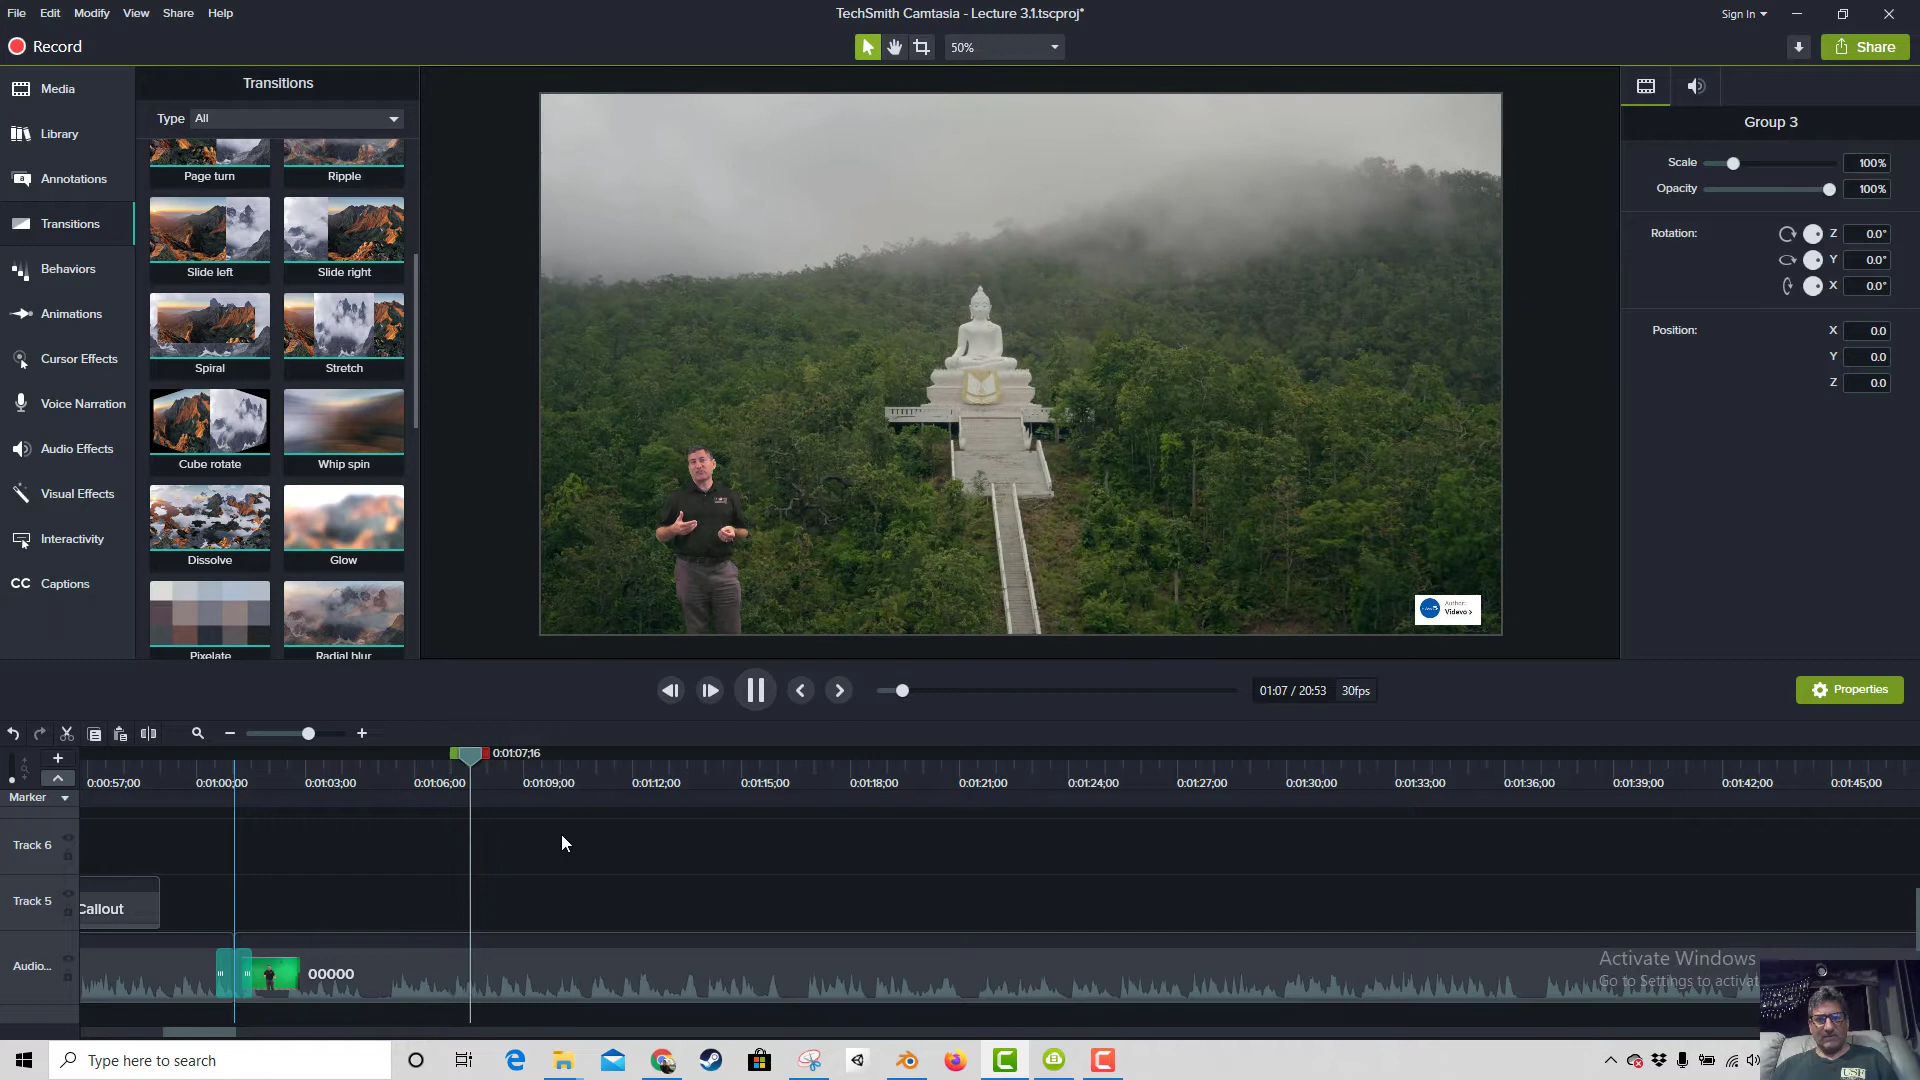 File Edit Modify View Share Help
TechSmith Camtasia - Lecture 3.1.tscproj*
Sign In
Record
50%
Share
Media
Library
Annotations
Transitions
Behaviors
Animations
Cursor Effects
Voice Narration
Audio Effects
Visual Effects
Interactivity
CC Captions
Transitions
Type All
Page turn Ripple
Slide left Slide right
Spiral Stretch
Cube rotate Whip spin
Dissolve Glow
Pixelate Radial blur
Author:
Videvo
Group 3
Scale 100%
Opacity 100%
Rotation: Z 0.0°
Y 0.0°
X 0.0°
Position: X 0.0
Y 0.0
Z 0.0
01:07 / 20:53 30fps
Properties
0:01:07;16
0:00:57;00 0:01:00;00 0:01:03;00 0:01:06;00 0:01:09;00 0:01:12;00 0:01:15;00 0:01:18;00 0:01:21;00 0:01:24;00 0:01:27;00 0:01:30;00 0:01:33;00 0:01:36;00 0:01:39;00 0:01:42;00 0:01:45;00
Marker
Track 6
Track 5
Callout
Audio...
00000
Activate Windows
Go to Settings to activat
Type here to search